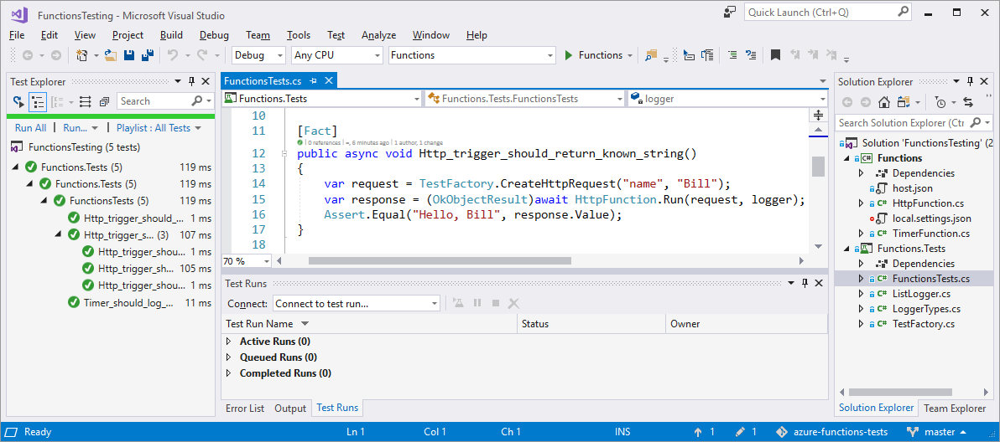 FunctionsTesting - Microsoft Visual Studio
Quick Launch (Ctrl+Q)
File Edit View Project Build Debug Team Tools Test Analyze Window Help
Debug Any CPU Functions Functions
Test Explorer
Search
Run All | Run... | Playlist : All Tests
FunctionsTesting (5 tests)
Functions.Tests (5) 119 ms
Functions.Tests (5) 119 ms
FunctionsTests (5) 119 ms
Http_trigger_should_... 1 ms
Http_trigger_s... (3) 107 ms
Http_trigger_shou... 1 ms
Http_trigger_sh... 105 ms
Http_trigger_shou... 1 ms
Timer_should_log_... 11 ms
FunctionsTests.cs
Functions.Tests Functions.Tests.FunctionsTests logger
10
11 [Fact]
| 0 references | =, 6 minutes ago | 1 author, 1 change
12 public async void Http_trigger_should_return_known_string()
13 {
14 var request = TestFactory.CreateHttpRequest("name", "Bill");
15 var response = (OkObjectResult)await HttpFunction.Run(request, logger);
16 Assert.Equal("Hello, Bill", response.Value);
17 }
18
70 %
Test Runs
Connect: Connect to test run...
Test Run Name Status Owner
Active Runs (0)
Queued Runs (0)
Completed Runs (0)
Error List Output Test Runs
Solution Explorer
Search Solution Explorer (Ctrl
Solution 'FunctionsTesting' (2
C# Functions
Dependencies
host.json
C# HttpFunction.cs
local.settings.json
C# TimerFunction.cs
Functions.Tests
Dependencies
C# FunctionsTests.cs
C# ListLogger.cs
C# LoggerTypes.cs
C# TestFactory.cs
Solution Explorer Team Explorer
Ready Ln 1 Col 1 Ch 1 INS 1 1 azure-functions-tests master